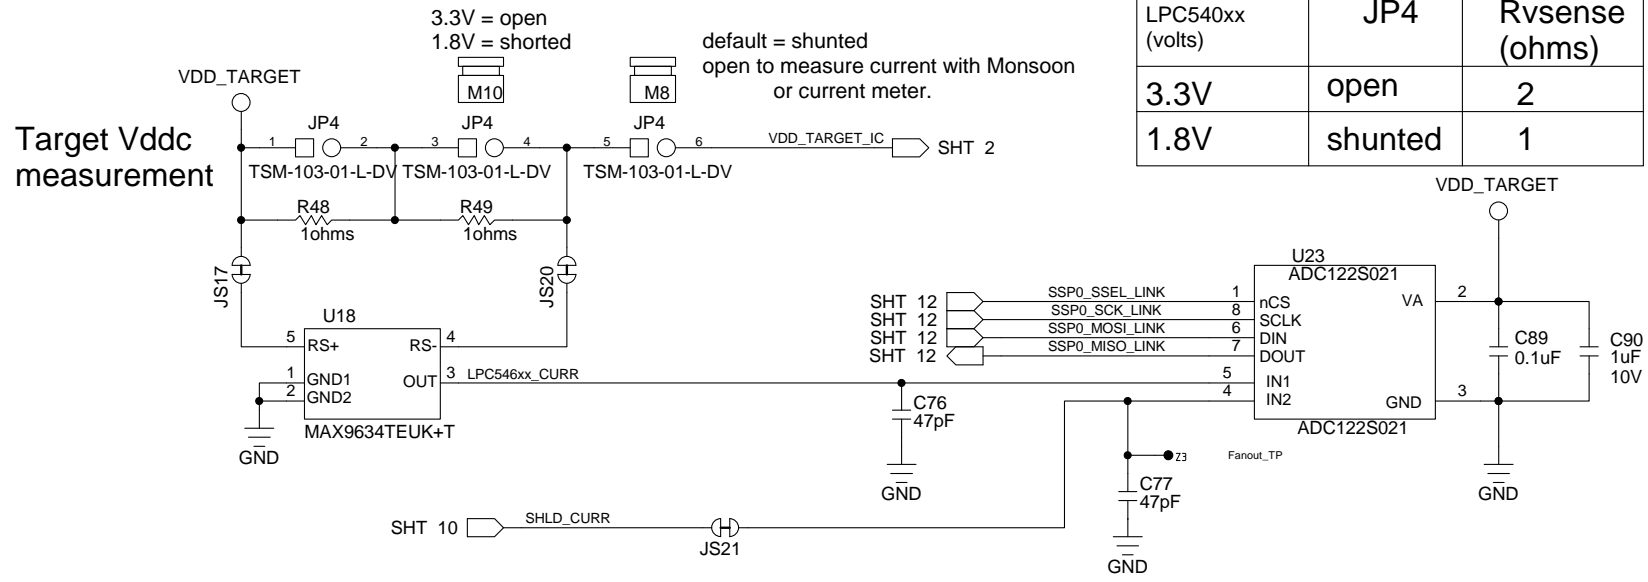 3.3V = open
1.8V = shorted
default = shunted
open to measure current with Monsoon
or current meter.
M10
M8
VDD_TARGET
Target Vddc
measurement
JP4
1
2
TSM-103-01-L-DV
JP4
3
4
TSM-103-01-L-DV
JP4
5
6
TSM-103-01-L-DV
VDD_TARGET_IC
SHT 2
R48
1ohms
R49
1ohms
JS17
JS20
U18
5
RS+
RS-
4
1
GND1
2
GND2
OUT
3
LPC546xx_CURR
MAX9634TEUK+T
GND
LPC540xx
(volts)
JP4
Rvsense
(ohms)
3.3V
open
2
1.8V
shunted
1
VDD_TARGET
U23
ADC122S021
SHT 12
SSP0_SSEL_LINK
1
nCS
SHT 12
SSP0_SCK_LINK
8
SCLK
SHT 12
SSP0_MOSI_LINK
6
DIN
SHT 12
SSP0_MISO_LINK
7
DOUT
5
IN1
4
IN2
VA
2
GND
3
ADC122S021
C89
0.1uF
C90
1uF
10V
GND
C76
47pF
GND
Z3
Fanout_TP
C77
47pF
GND
SHT 10
SHLD_CURR
JS21